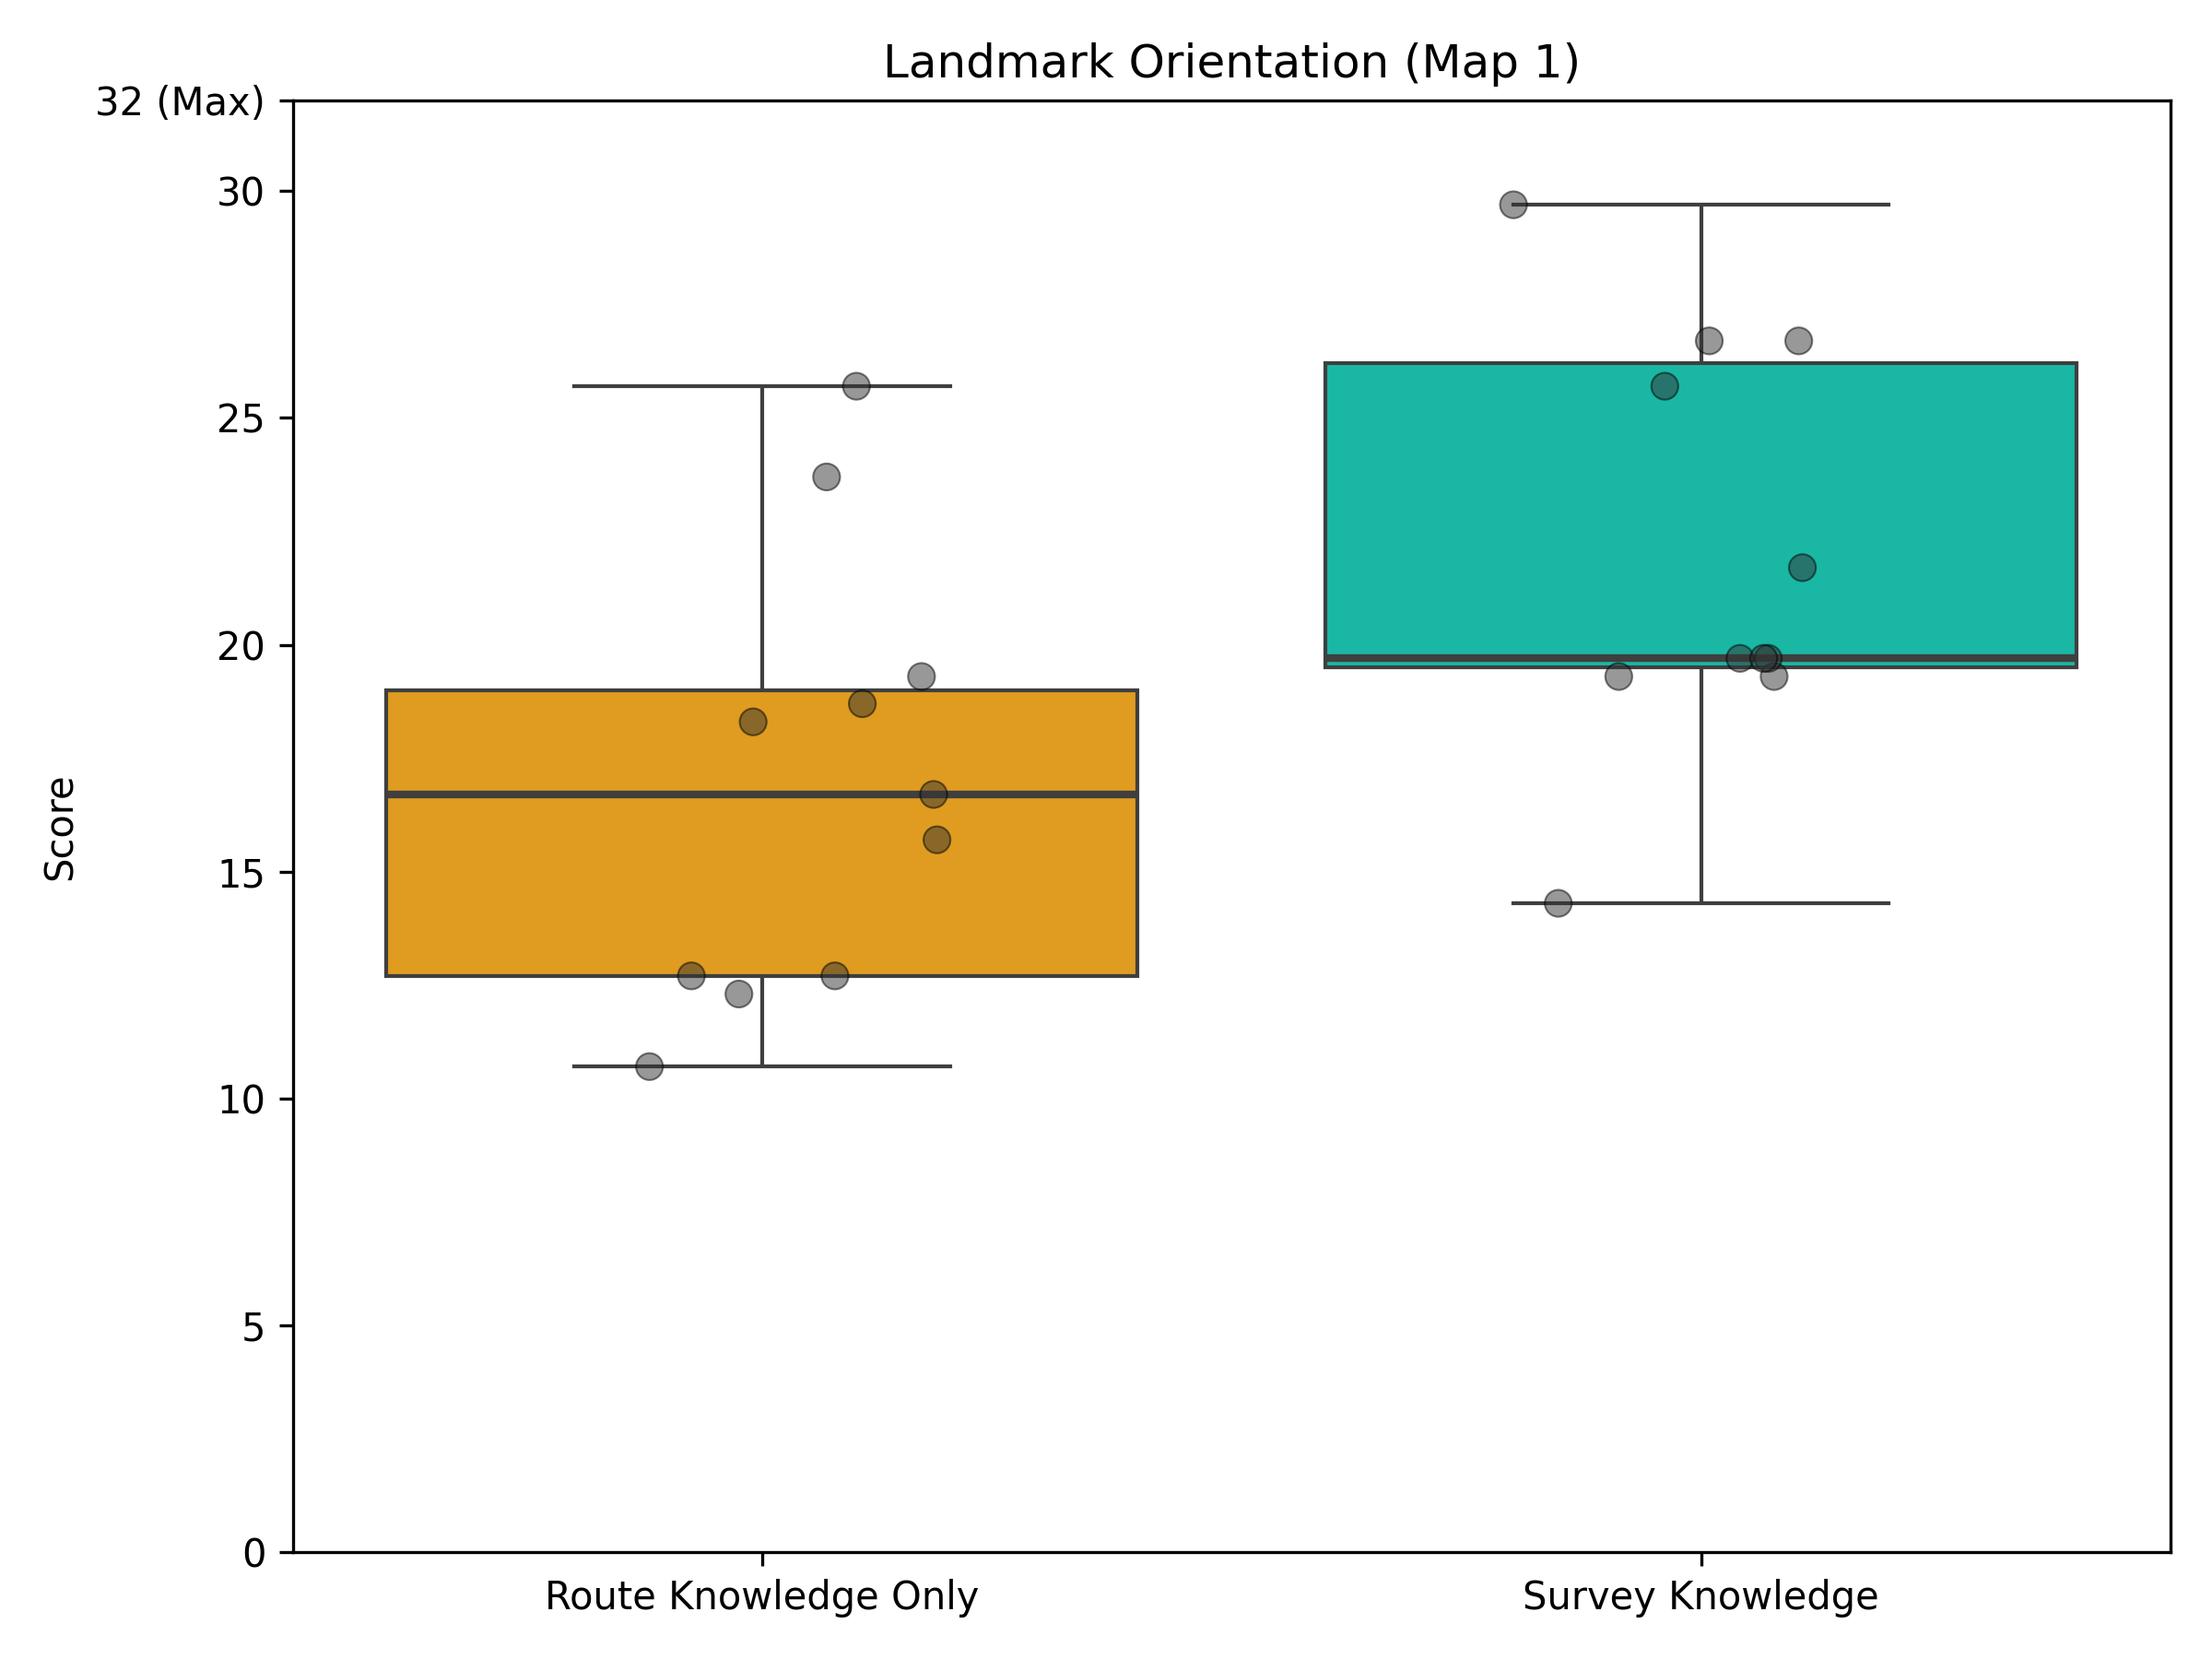 Landmark Orientation (Map 1)
32 (Max)
30
25
20
15
10
5
0
Score
Route Knowledge Only
Survey Knowledge